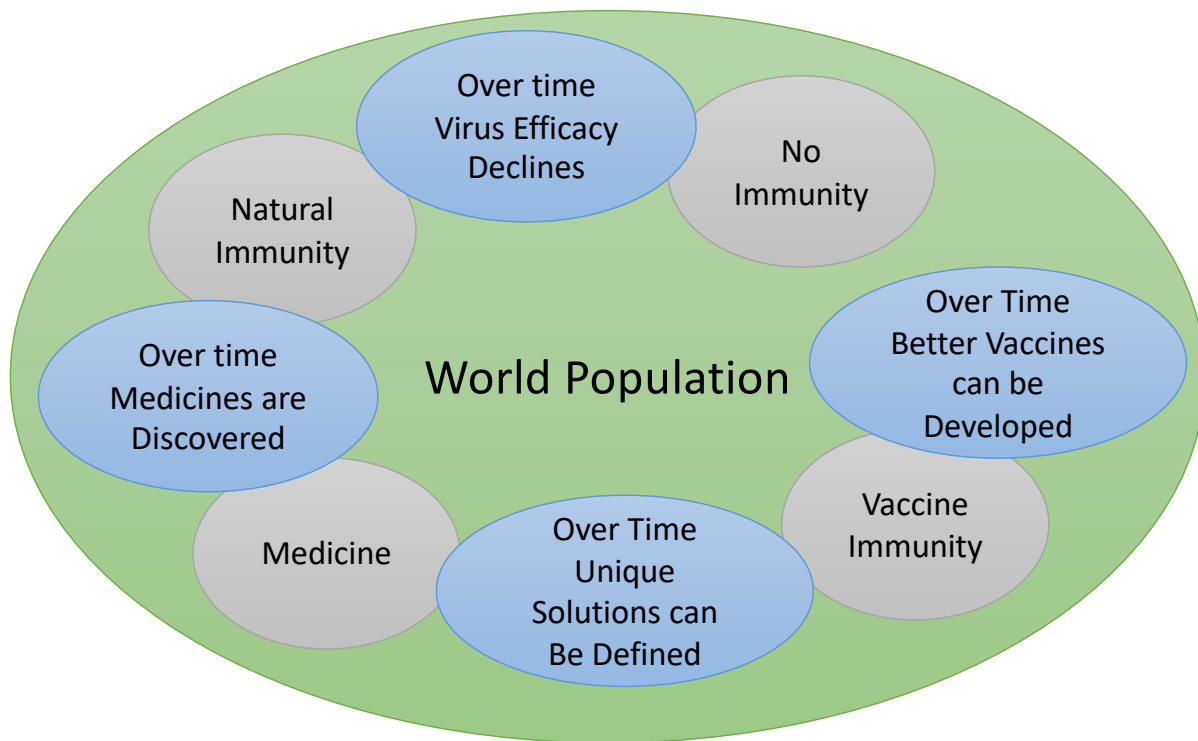 Over time
Virus Efficacy
Declines
No
Immunity
Natural
Immunity
Over Time
Better Vaccines
can be
Developed
Over time
Medicines are
Discovered
World Population
Vaccine
Immunity
Medicine
Over Time
Unique
Solutions can
Be Defined